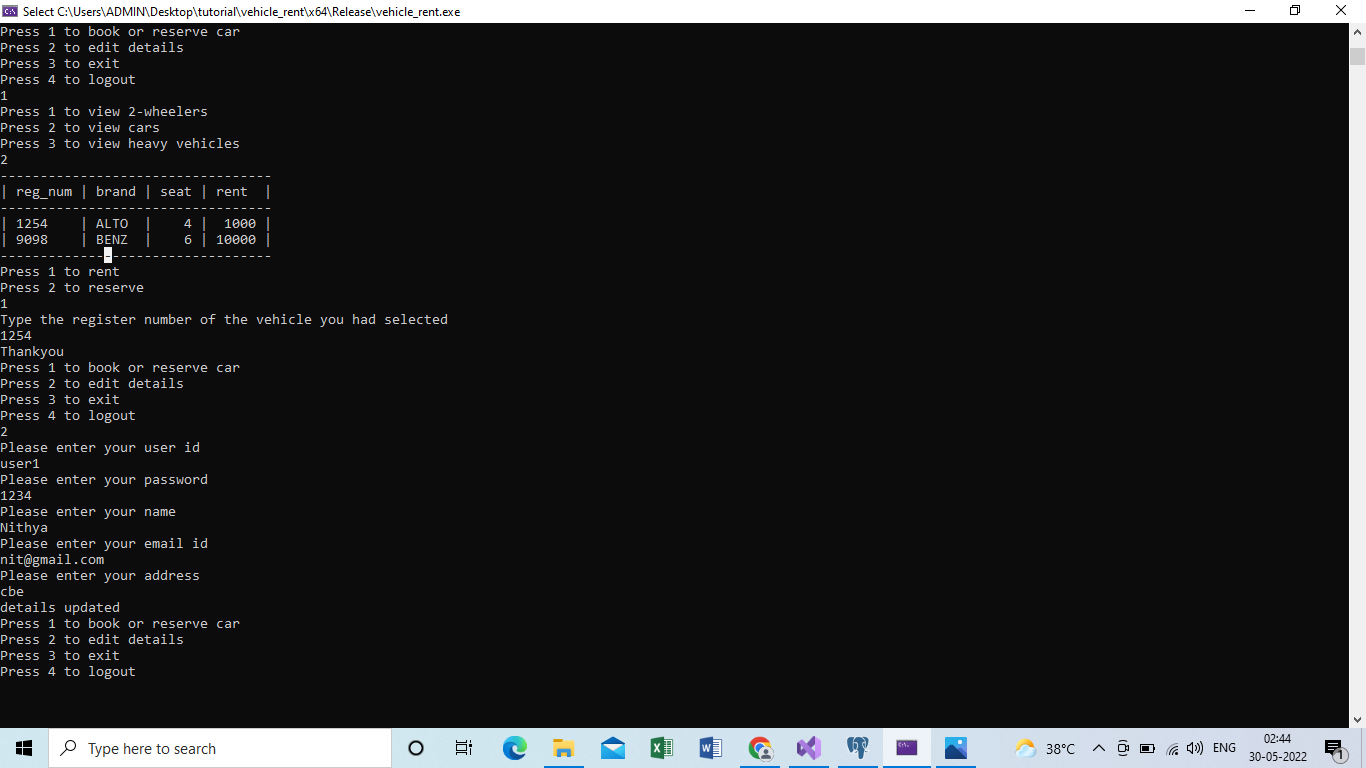 Select C:\Users\ADMIN\Desktop\tutorial\vehicle_rent\x64\Release\vehicle_rent.exe
Press 1 to book or reserve car
Press 2 to edit details
Press 3 to exit
Press 4 to logout
1
Press 1 to view 2-wheelers
Press 2 to view cars
Press 3 to view heavy vehicles
2
----------------------------------
| reg_num | brand | seat | rent  |
----------------------------------
| 1254    | ALTO  |    4 |  1000 |
| 9098    | BENZ  |    6 | 10000 |
----------------------------------
Press 1 to rent
Press 2 to reserve
1
Type the register number of the vehicle you had selected
1254
Thankyou
Press 1 to book or reserve car
Press 2 to edit details
Press 3 to exit
Press 4 to logout
2
Please enter your user id
user1
Please enter your password
1234
Please enter your name
Nithya
Please enter your email id
nit@gmail.com
Please enter your address
cbe
details updated
Press 1 to book or reserve car
Press 2 to edit details
Press 3 to exit
Press 4 to logout
Type here to search
38°C
ENG
02:44
30-05-2022
1